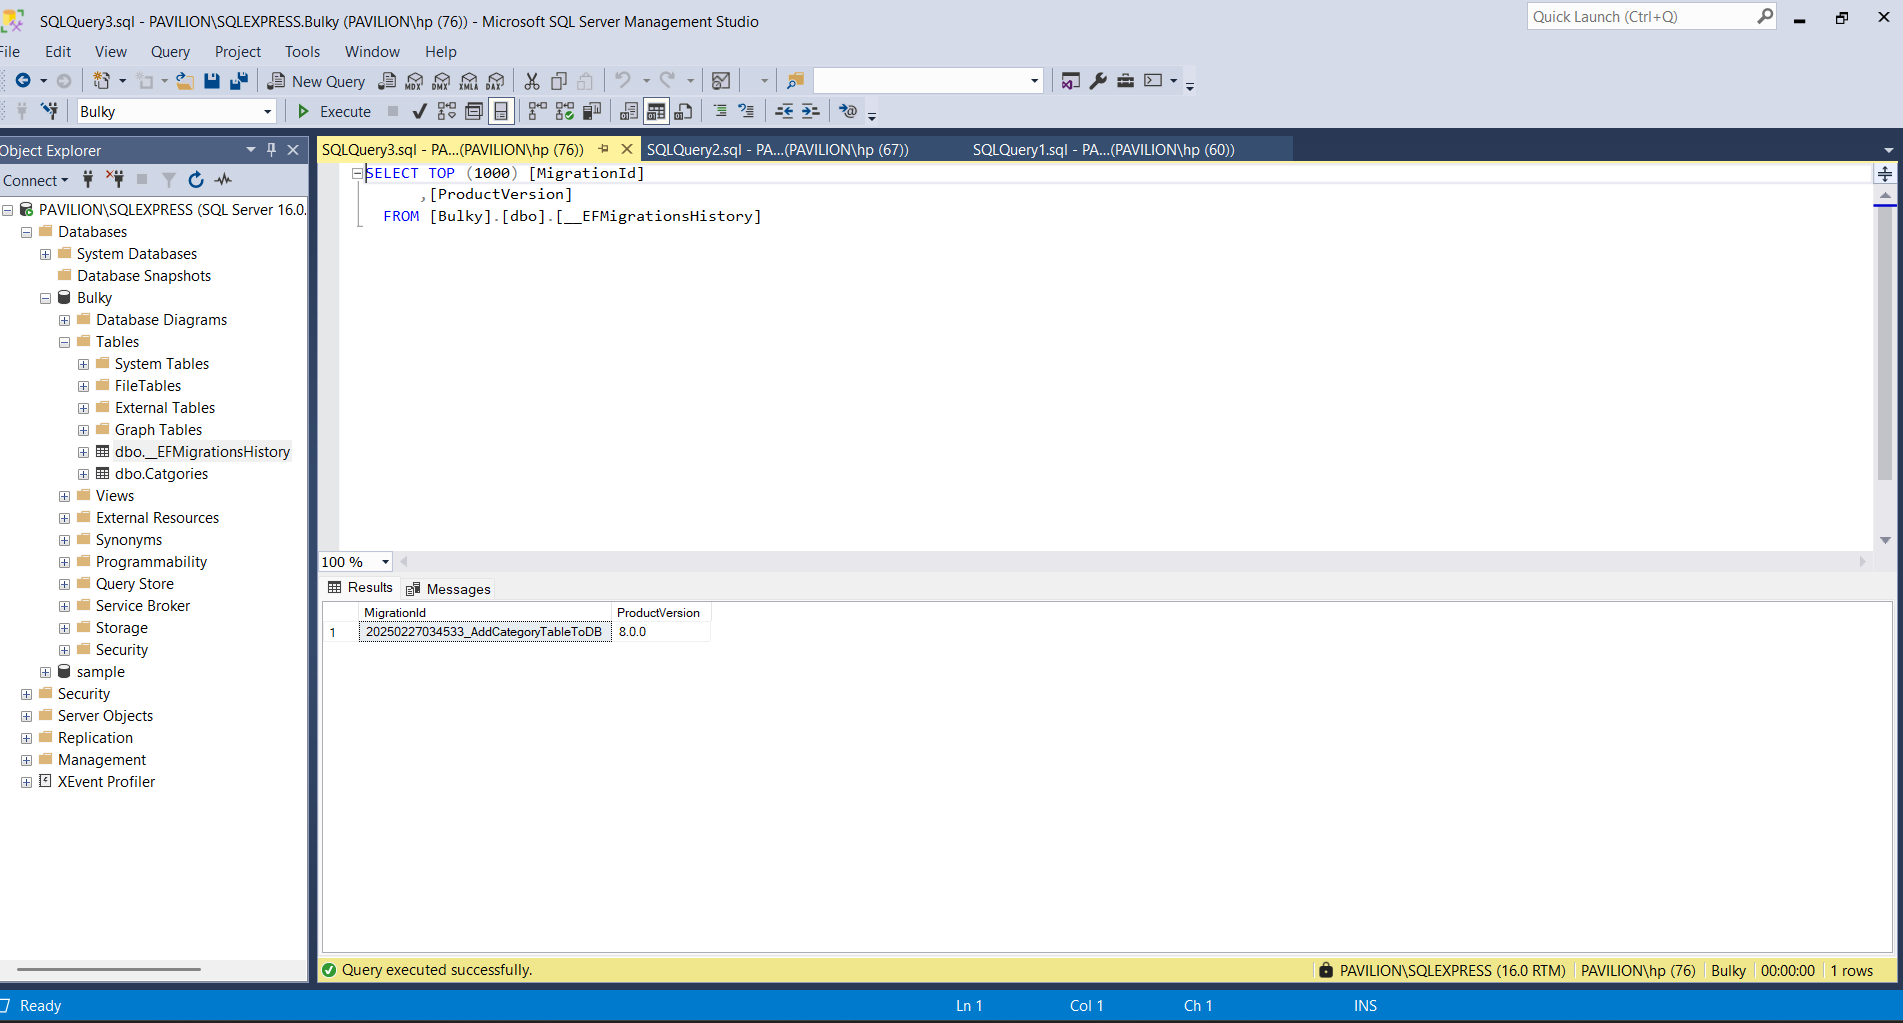 SQLQuery3.sql - PAVILION\SQLEXPRESS.Bulky (PAVILION\hp (76)) - Microsoft SQL Server Management Studio
Quick Launch (Ctrl+Q)
File Edit View Query Project Tools Window Help
New Query MDX DMX XMLA DAX
Bulky Execute
Object Explorer
SQLQuery3.sql - PA...(PAVILION\hp (76)) SQLQuery2.sql - PA...(PAVILION\hp (67)) SQLQuery1.sql - PA...(PAVILION\hp (60))
Connect
PAVILION\SQLEXPRESS (SQL Server 16.0.
Databases
System Databases
Database Snapshots
Bulky
Database Diagrams
Tables
System Tables
FileTables
External Tables
Graph Tables
dbo.__EFMigrationsHistory
dbo.Catgories
Views
External Resources
Synonyms
Programmability
Query Store
Service Broker
Storage
Security
sample
Security
Server Objects
Replication
Management
XEvent Profiler
SELECT TOP (1000) [MigrationId]
,[ProductVersion]
FROM [Bulky].[dbo].[__EFMigrationsHistory]
100 %
Results Messages
MigrationId ProductVersion
1 20250227034533_AddCategoryTableToDB 8.0.0
Query executed successfully. PAVILION\SQLEXPRESS (16.0 RTM) PAVILION\hp (76) Bulky 00:00:00 1 rows
Ready Ln 1 Col 1 Ch 1 INS